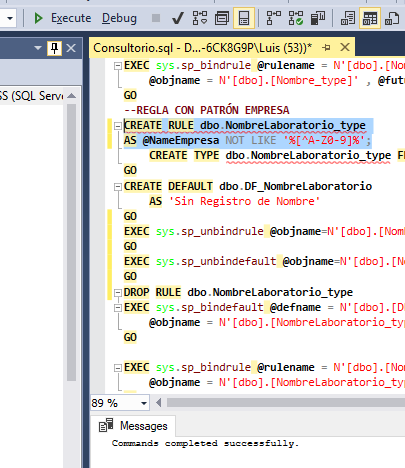 Execute Debug
Consultorio.sql - D...-6CK8G9P\Luis (53))*
SS (SQL Serve
EXEC sys.sp_bindrule @rulename = N'[dbo].[Nom
@objname = N'[dbo].[Nombre_type]' , @fut
GO
--REGLA CON PATRÓN EMPRESA
CREATE RULE dbo.NombreLaboratorio_type
AS @NameEmpresa NOT LIKE '%[^A-Z0-9]%';
CREATE TYPE dbo.NombreLaboratorio_type F
GO
CREATE DEFAULT dbo.DF_NombreLaboratorio
AS 'Sin Registro de Nombre'
GO
EXEC sys.sp_unbindrule @objname=N'[dbo].[Nom
GO
EXEC sys.sp_unbindefault @objname=N'[dbo].[N
GO
DROP RULE dbo.NombreLaboratorio_type
EXEC sys.sp_bindefault @defname = N'[dbo].[D
@objname = N'[dbo].[NombreLaboratorio_ty
GO
EXEC sys.sp_bindrule @rulename = N'[dbo].[No
@objname = N'[dbo].[NombreLaboratorio_ty
89 %
Messages
Commands completed successfully.